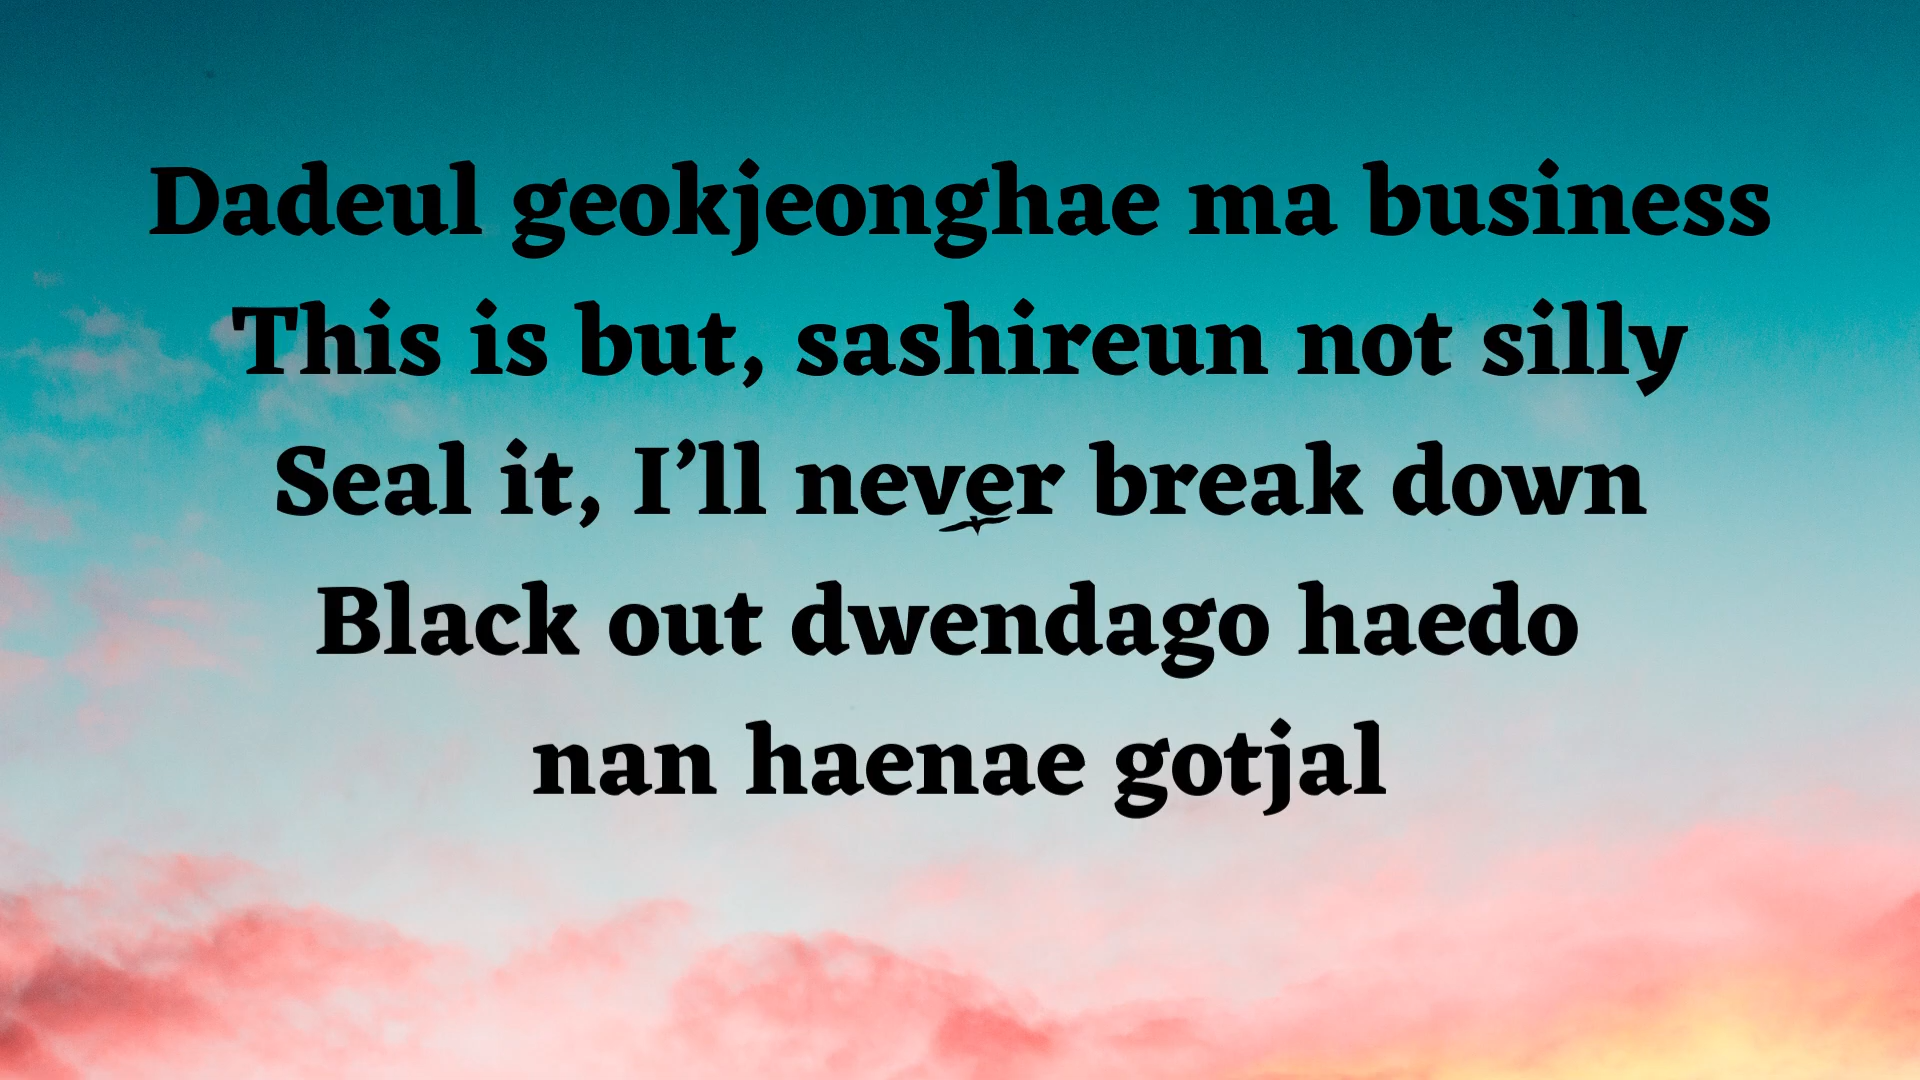 Dadeul geokjeonghae ma business
This is but, sashireun not silly
Seal it, I’ll never break down
Black out dwendago haedo
nan haenae gotjal